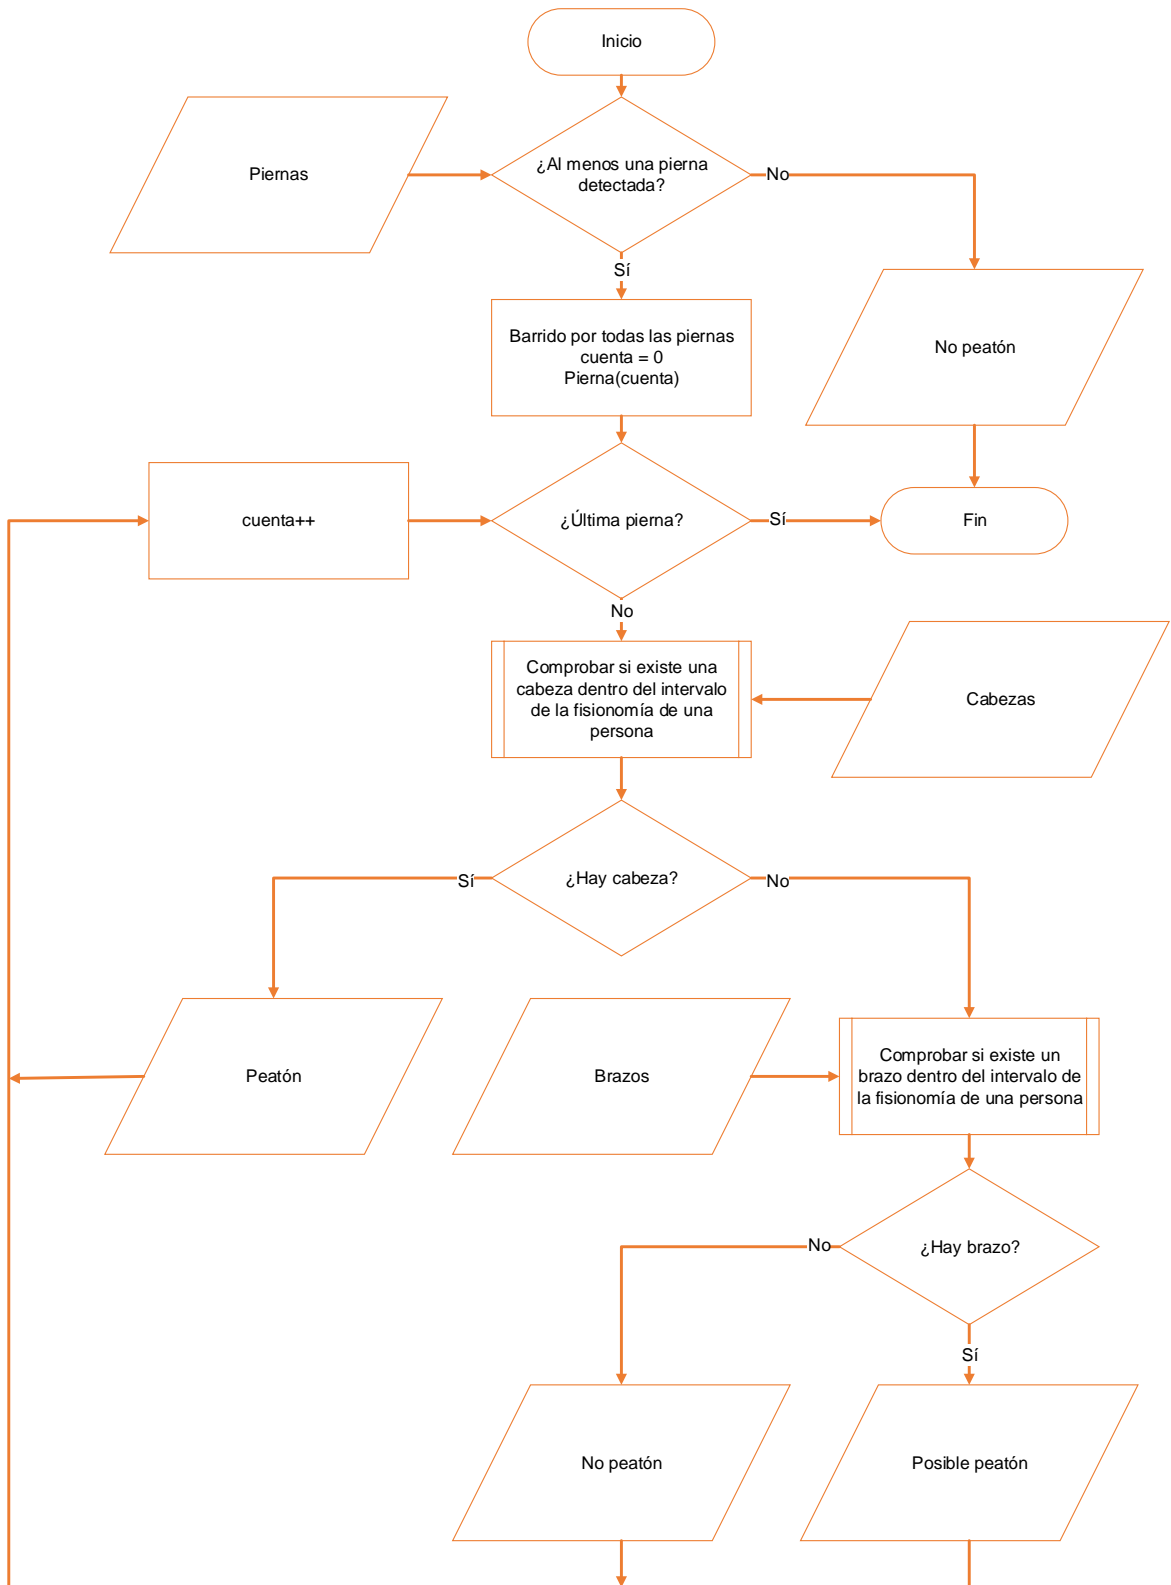 Inicio
Piernas
¿Al menos una pierna
detectada?
No
Sí
Barrido por todas las piernas
cuenta = 0
Pierna(cuenta)
No peatón
cuenta++
¿Última pierna?
Sí
Fin
No
Comprobar si existe una
cabeza dentro del intervalo
de la fisionomía de una
persona
Cabezas
Sí
¿Hay cabeza?
No
Peatón
Brazos
Comprobar si existe un
brazo dentro del intervalo de
la fisionomía de una persona
No
¿Hay brazo?
Sí
No peatón
Posible peatón